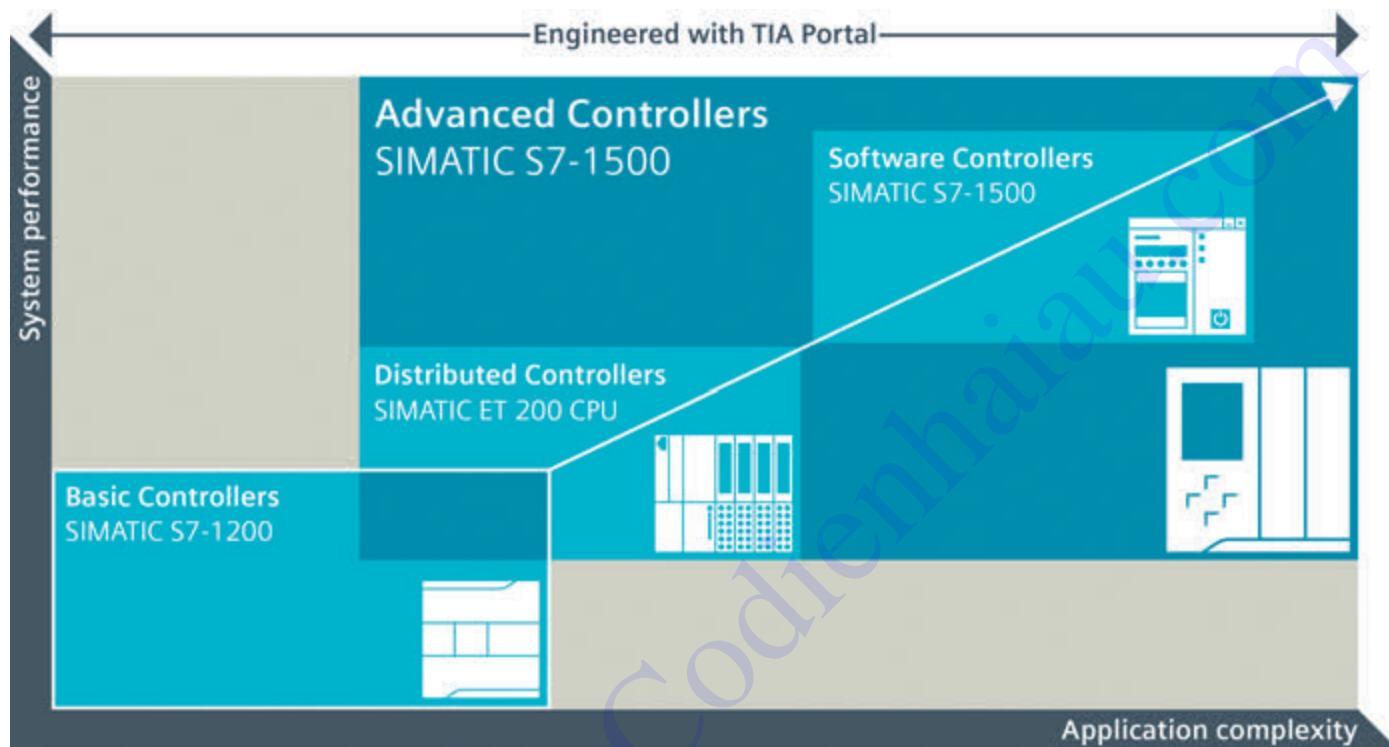 Engineered with TIA Portal
System performance
Advanced Controllers
SIMATIC S7-1500
Software Controllers
SIMATIC S7-1500
Distributed Controllers
SIMATIC ET 200 CPU
Basic Controllers
SIMATIC S7-1200
Application complexity
Codienhaiau.com